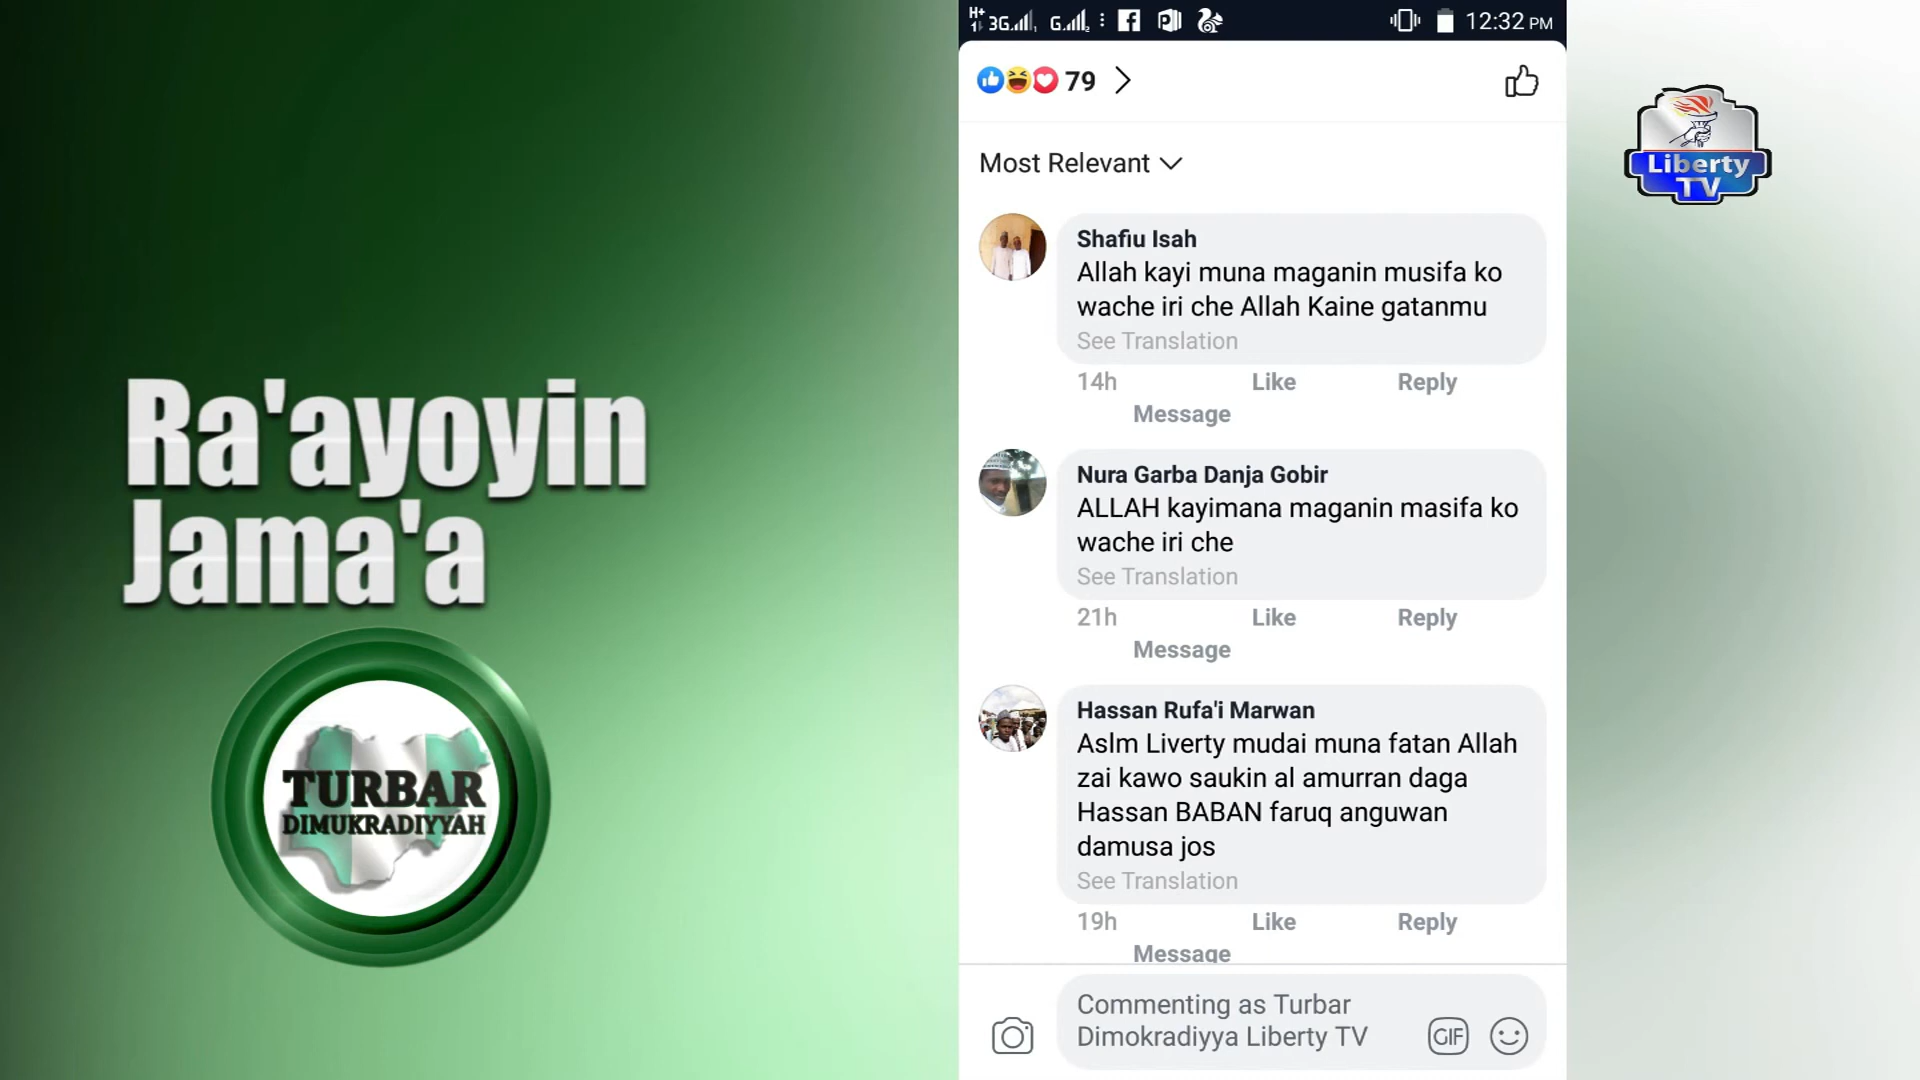 Ra'ayoyin
Jama'a
TURBAR
DIMUKRADIYYAH
H+ 3G G 12:32 PM
79
Most Relevant
Shafiu Isah
Allah kayi muna maganin musifa ko
wache iri che Allah Kaine gatanmu
See Translation
14h Like Reply
Message
Nura Garba Danja Gobir
ALLAH kayimana maganin masifa ko
wache iri che
See Translation
21h Like Reply
Message
Hassan Rufa'i Marwan
Aslm Liverty mudai muna fatan Allah
zai kawo saukin al amurran daga
Hassan BABAN faruq anguwan
damusa jos
See Translation
19h Like Reply
Message
Commenting as Turbar
Dimokradiyya Liberty TV
GIF
Liberty
TV